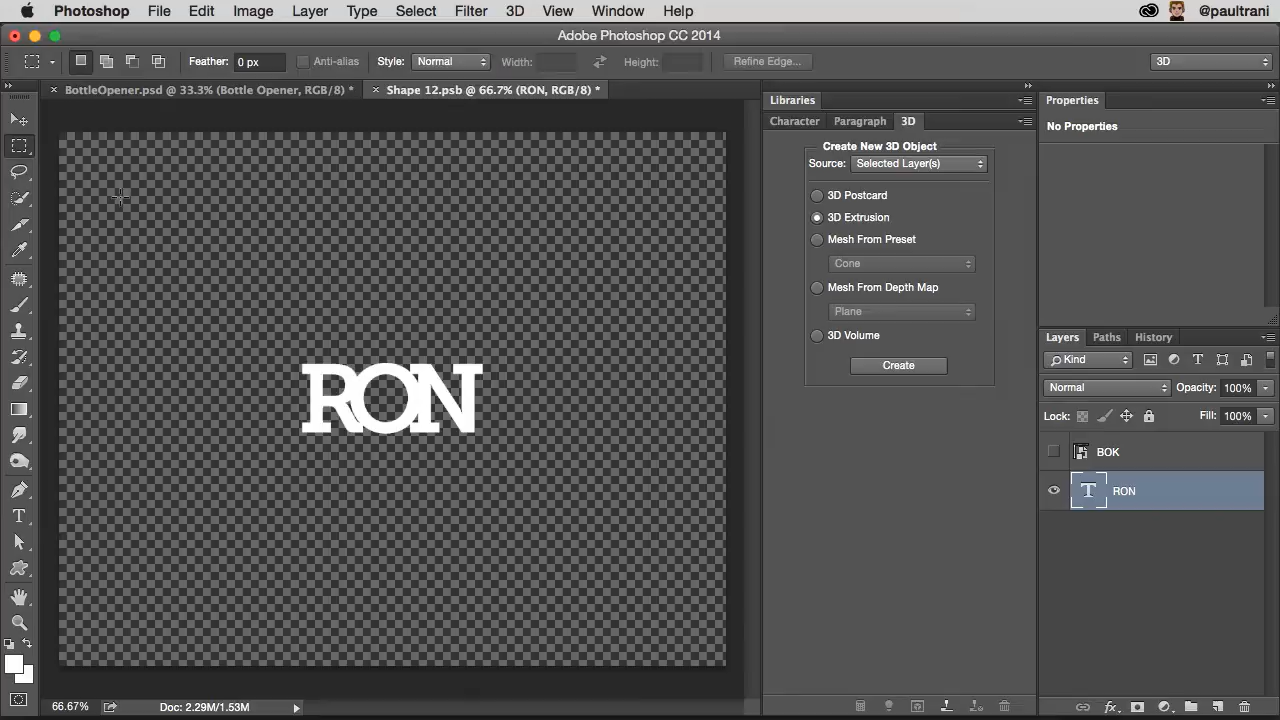 Photoshop File Edit Image Layer Type Select Filter 3D View Window Help @paultrani
Adobe Photoshop CC 2014
Feather: 0 px Anti-alias Style: Normal Width: Height: Refine Edge... 3D
BottleOpener.psd @ 33.3% (Bottle Opener, RGB/8) * Shape 12.psb @ 66.7% (RON, RGB/8) *
Libraries
Character Paragraph 3D
Create New 3D Object
Source: Selected Layer(s)
3D Postcard
3D Extrusion
Mesh From Preset
Cone
Mesh From Depth Map
Plane
3D Volume
Create
Properties
No Properties
Layers Paths History
Kind
Normal Opacity: 100%
Lock: Fill: 100%
BOK
T RON
RON
66.67% Doc: 2.29M/1.53M